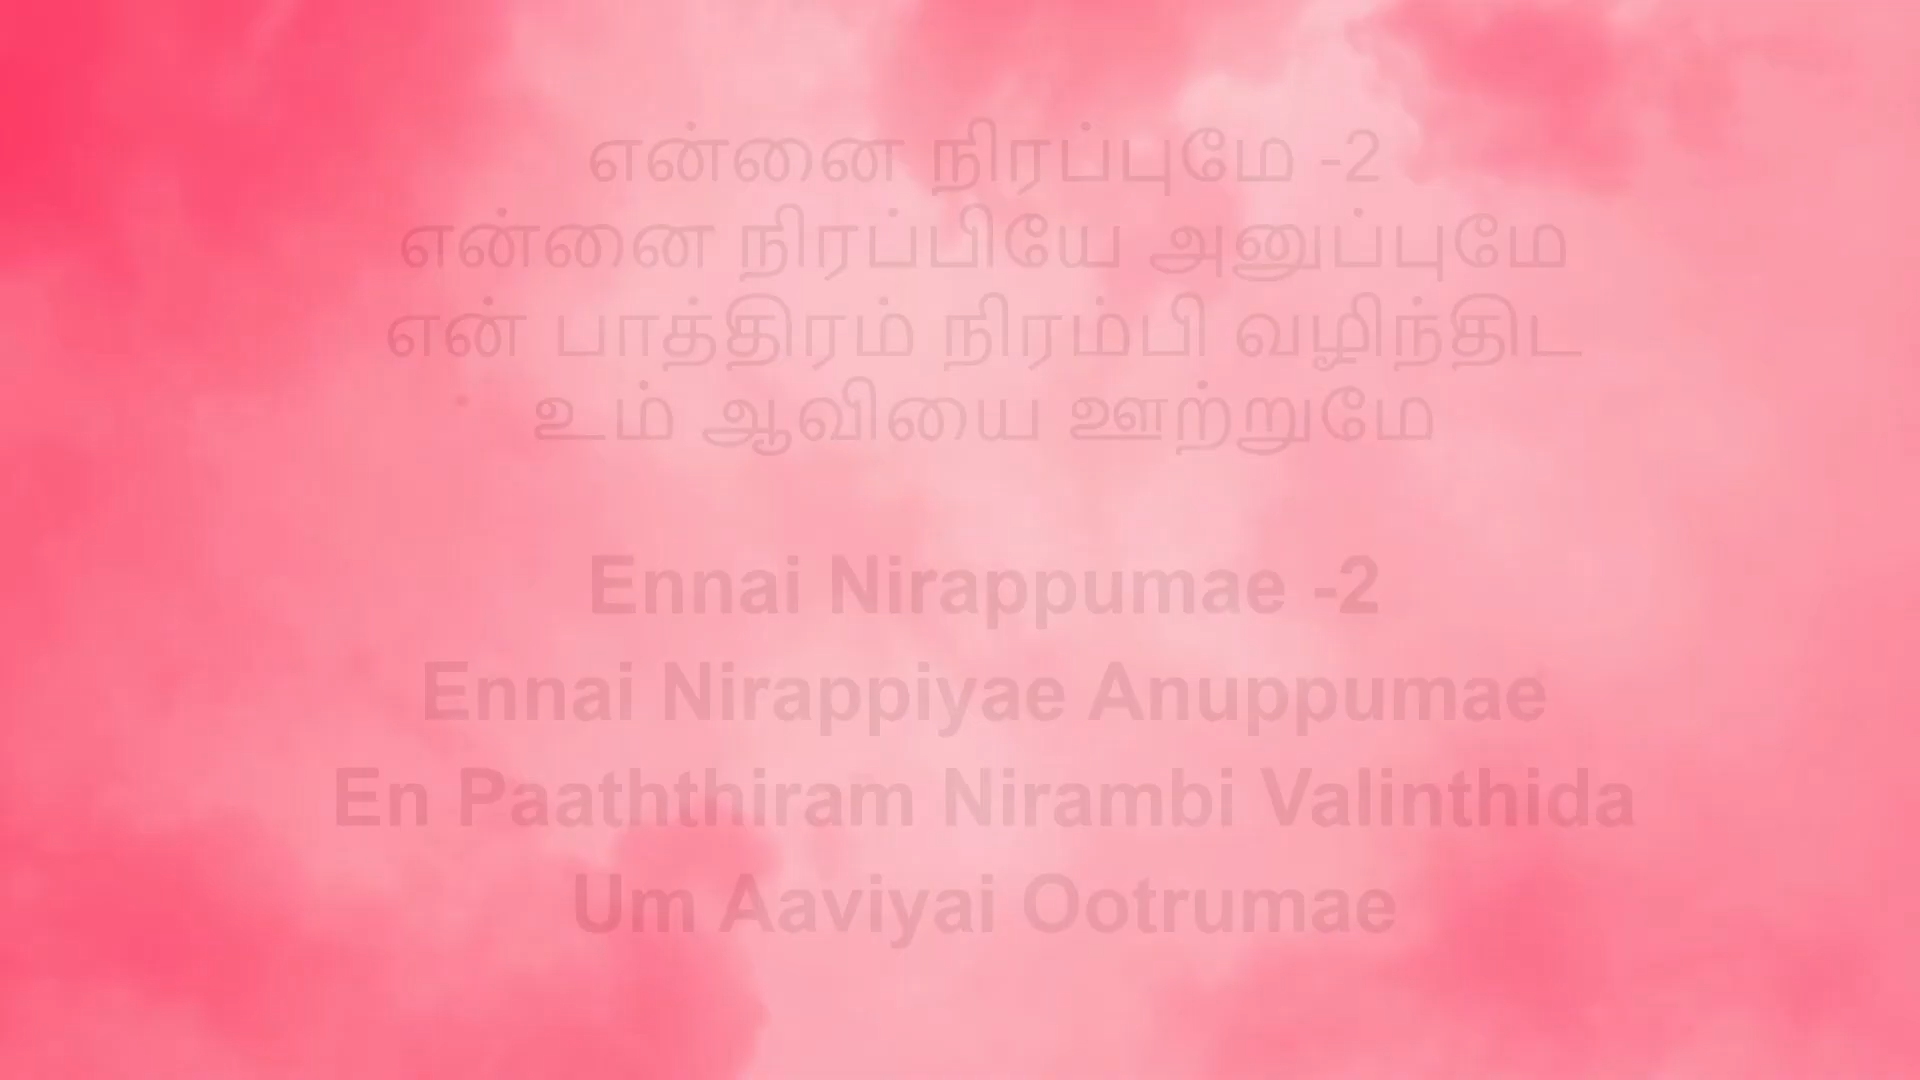 என்னை நிரப்புமே -2
என்னை நிரப்பியே அனுப்புமே
என் பாத்திரம் நிரம்பி வழிந்திட
உம் ஆவியை ஊற்றுமே
Ennai Nirappumae -2
Ennai Nirappiyae Anuppumae
En Paaththiram Nirambi Valinthida
Um Aaviyai Ootrumae